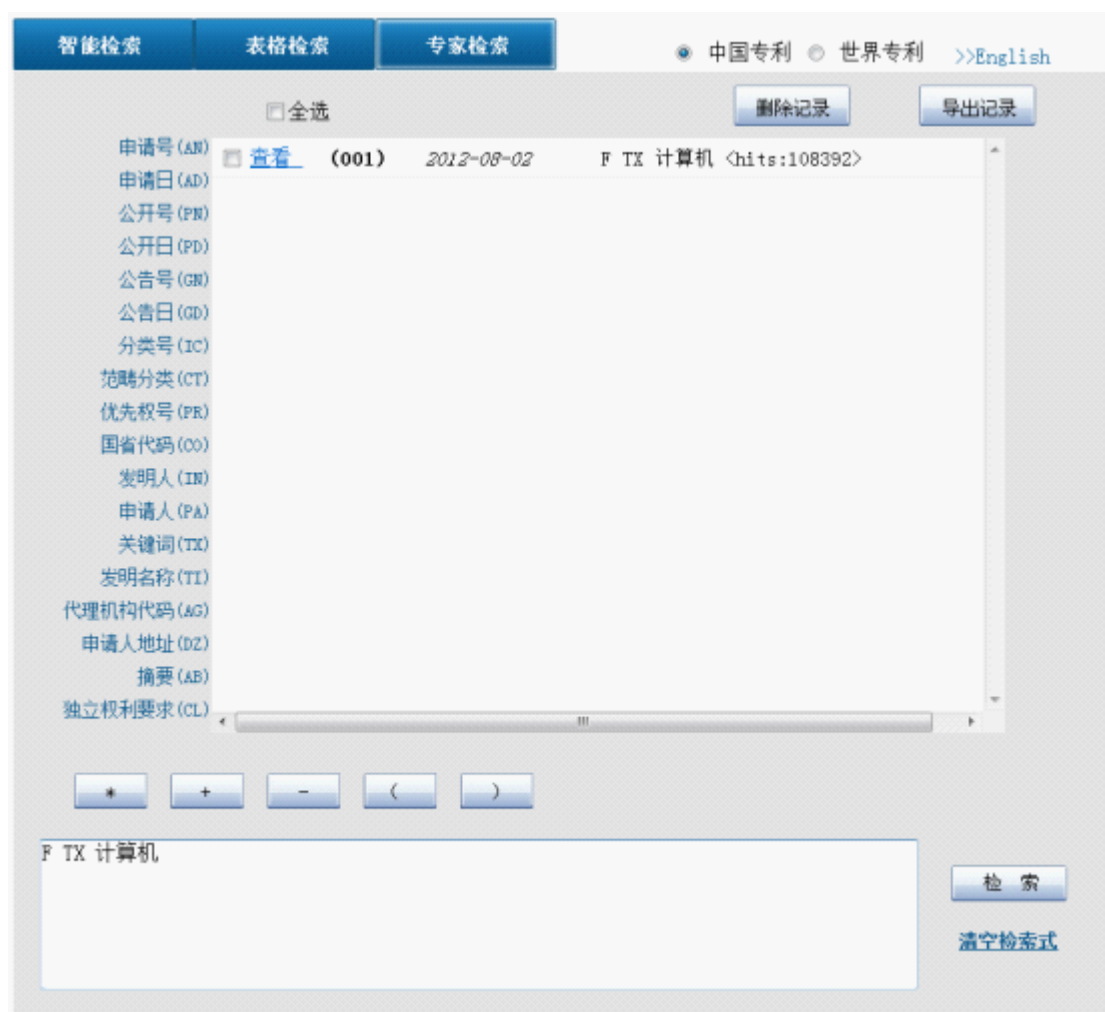 智能检索 表格检索 专家检索 中国专利 世界专利 >>English
全选 删除记录 导出记录
申请号(AN) 查看 (001) 2012-08-02 F TX 计算机 <hits:108392>
申请日(AD)
公开号(PN)
公开日(PD)
公告号(GN)
公告日(GD)
分类号(IC)
范畴分类(CT)
优先权号(PR)
国省代码(CO)
发明人(IN)
申请人(PA)
关键词(TX)
发明名称(TI)
代理机构代码(AG)
申请人地址(DZ)
摘要(AB)
独立权利要求(CL)
* + - ( )
F TX 计算机
检 索
清空检索式